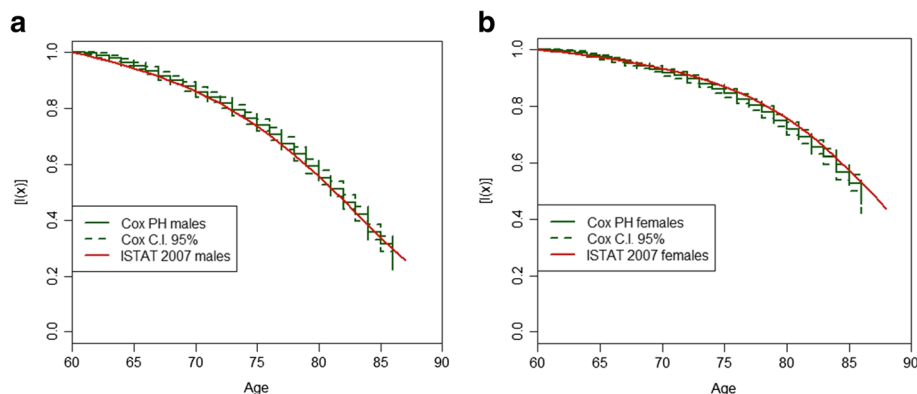 a
1.0
0.8
0.6
0.4
0.2
0.0
[l(x)]
Cox PH males
Cox C.I. 95%
ISTAT 2007 males
60 65 70 75 80 85 90
Age
b
1.0
0.8
0.6
0.4
0.2
0.0
[l(x)]
Cox PH females
Cox C.I. 95%
ISTAT 2007 females
60 65 70 75 80 85 90
Age